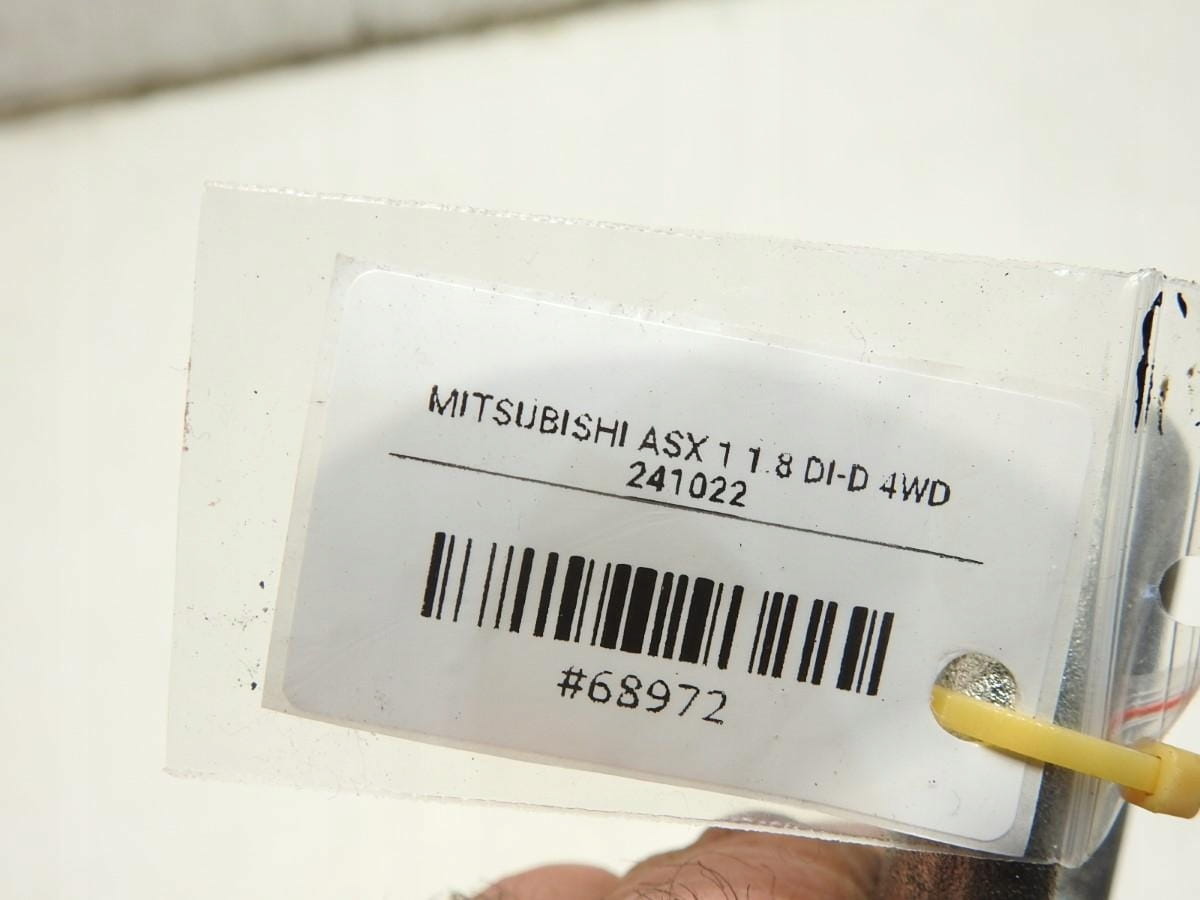 MITSUBISHI ASX 1 1.8 DI-D 4WD
241022
#68972